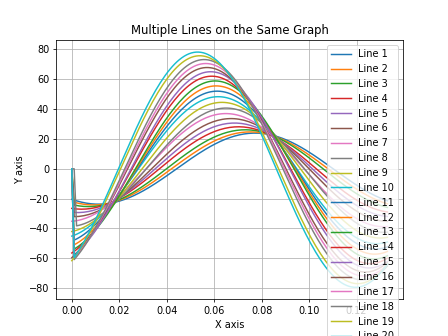 Multiple Lines on the Same Graph
80
60
40
20
0
−20
−40
−60
−80
Y axis
0.00
0.02
0.04
0.06
0.08
0.10
X axis
Line 1
Line 2
Line 3
Line 4
Line 5
Line 6
Line 7
Line 8
Line 9
Line 10
Line 11
Line 12
Line 13
Line 14
Line 15
Line 16
Line 17
Line 18
Line 19
Line 20